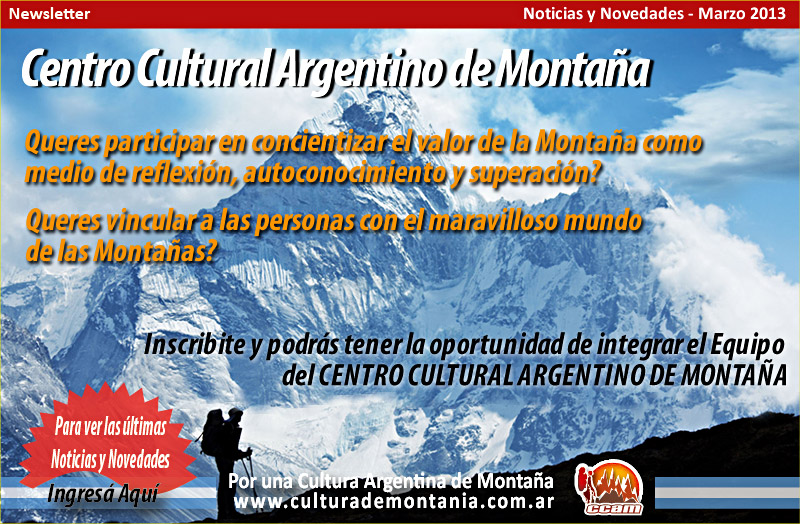 Newsletter
Noticias y Novedades - Marzo 2013
Centro Cultural Argentino de Montaña
Queres participar en concientizar el valor de la Montaña como
medio de reflexión, autoconocimiento y superación?
Queres vincular a las personas con el maravilloso mundo
de las Montañas?
Inscribite y podrás tener la oportunidad de integrar el Equipo
del CENTRO CULTURAL ARGENTINO DE MONTAÑA
Para ver las últimas
Noticias y Novedades
Ingresá Aquí
Por una Cultura Argentina de Montaña
www.culturademontania.com.ar
ccam